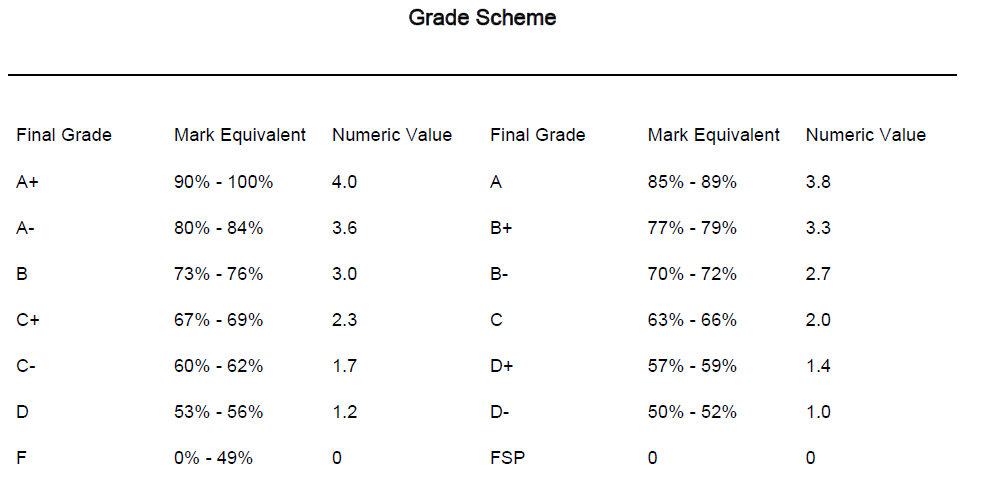 Grade Scheme
Final Grade Mark Equivalent Numeric Value Final Grade Mark Equivalent Numeric Value
A+ 90% - 100% 4.0 A 85% - 89% 3.8
A- 80% - 84% 3.6 B+ 77% - 79% 3.3
B 73% - 76% 3.0 B- 70% - 72% 2.7
C+ 67% - 69% 2.3 C 63% - 66% 2.0
C- 60% - 62% 1.7 D+ 57% - 59% 1.4
D 53% - 56% 1.2 D- 50% - 52% 1.0
F 0% - 49% 0 FSP 0 0